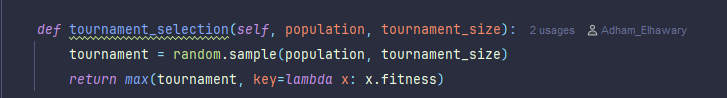 def tournament_selection(self, population, tournament_size): 2 usages Adham_Elhawary
    tournament = random.sample(population, tournament_size)
    return max(tournament, key=lambda x: x.fitness)